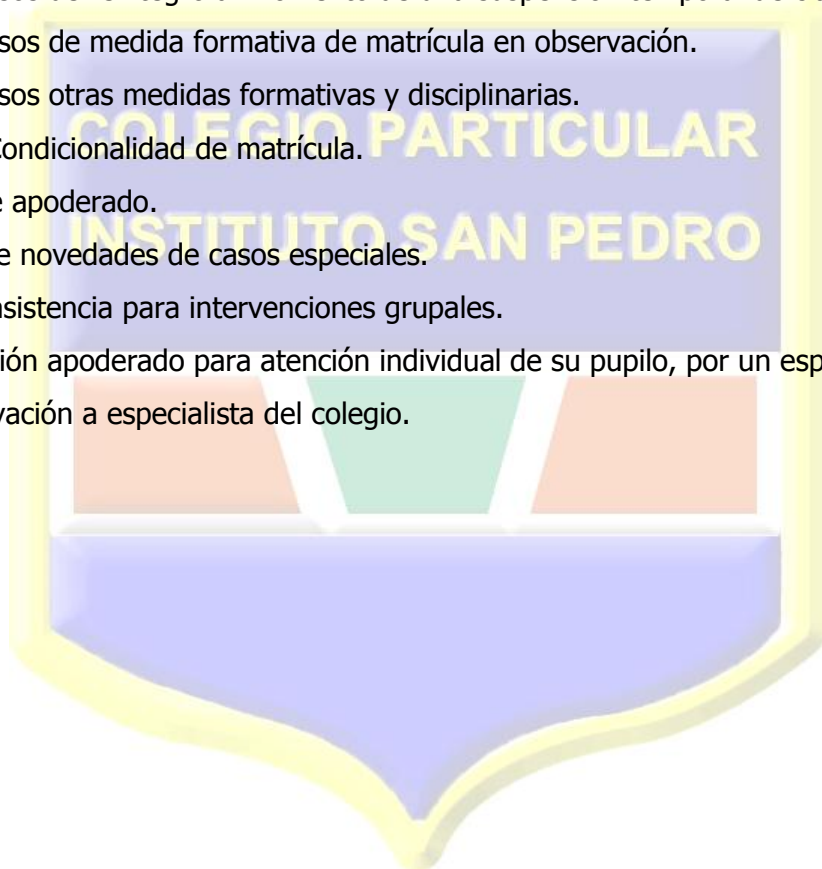 sos de medida formativa de matrícula en observación.
sos otras medidas formativas y disciplinarias.
Condicionalidad de matrícula.
e apoderado.
e novedades de casos especiales.
asistencia para intervenciones grupales.
ión apoderado para atención individual de su pupilo, por un esp
vación a especialista del colegio.
COLEGIO PARTICULAR
INSTITUTO SAN PEDRO